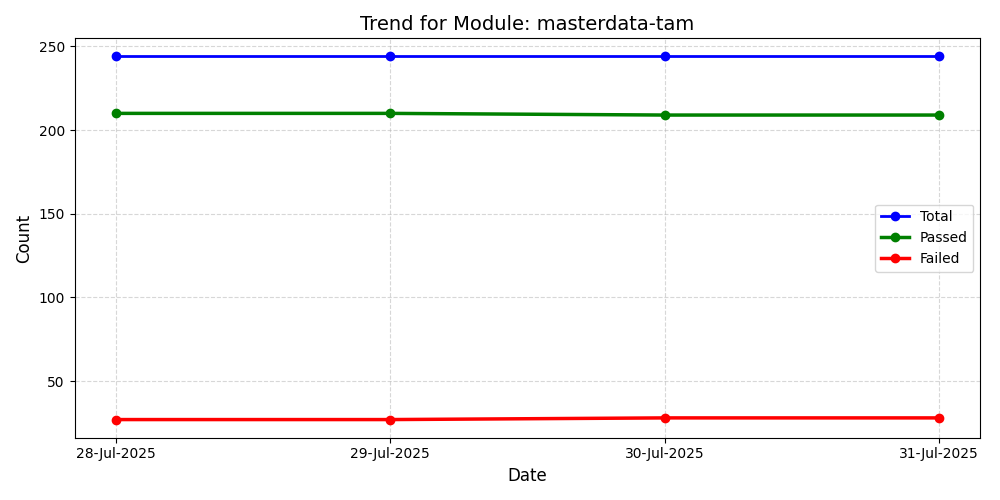 Trend for Module: masterdata-tam
250
200
150
100
50
Count
Total
Passed
Failed
28-Jul-2025
29-Jul-2025
30-Jul-2025
31-Jul-2025
Date